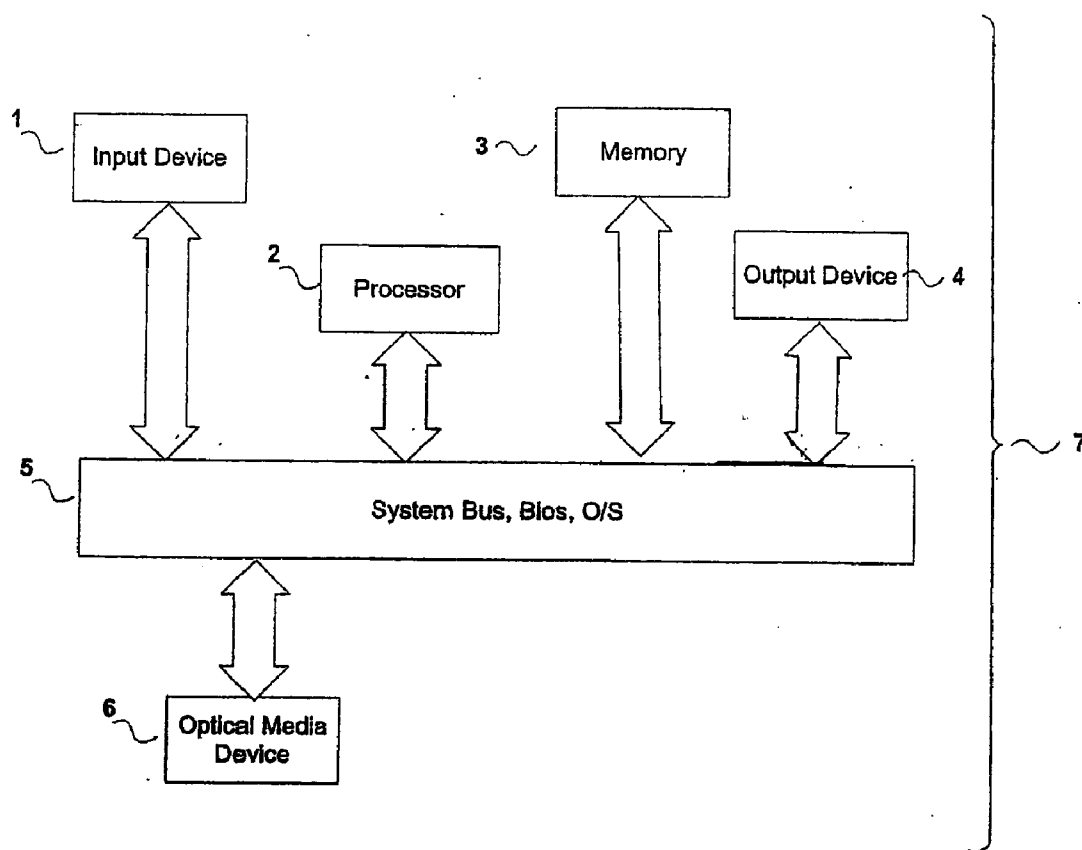 1
Input Device
3
Memory
2
Processor
Output Device
4
7
5
System Bus, Bios, O/S
6
Optical Media
Device